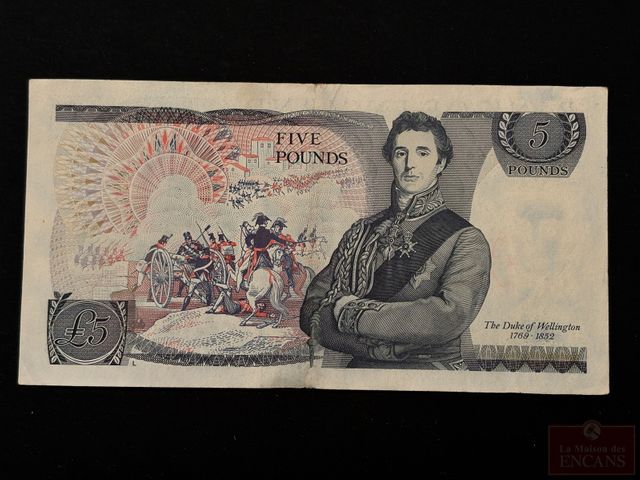 FIVE
POUNDS
5
POUNDS
£5
L
The Duke of Wellington
1769-1852
La Maison des
ENCANS